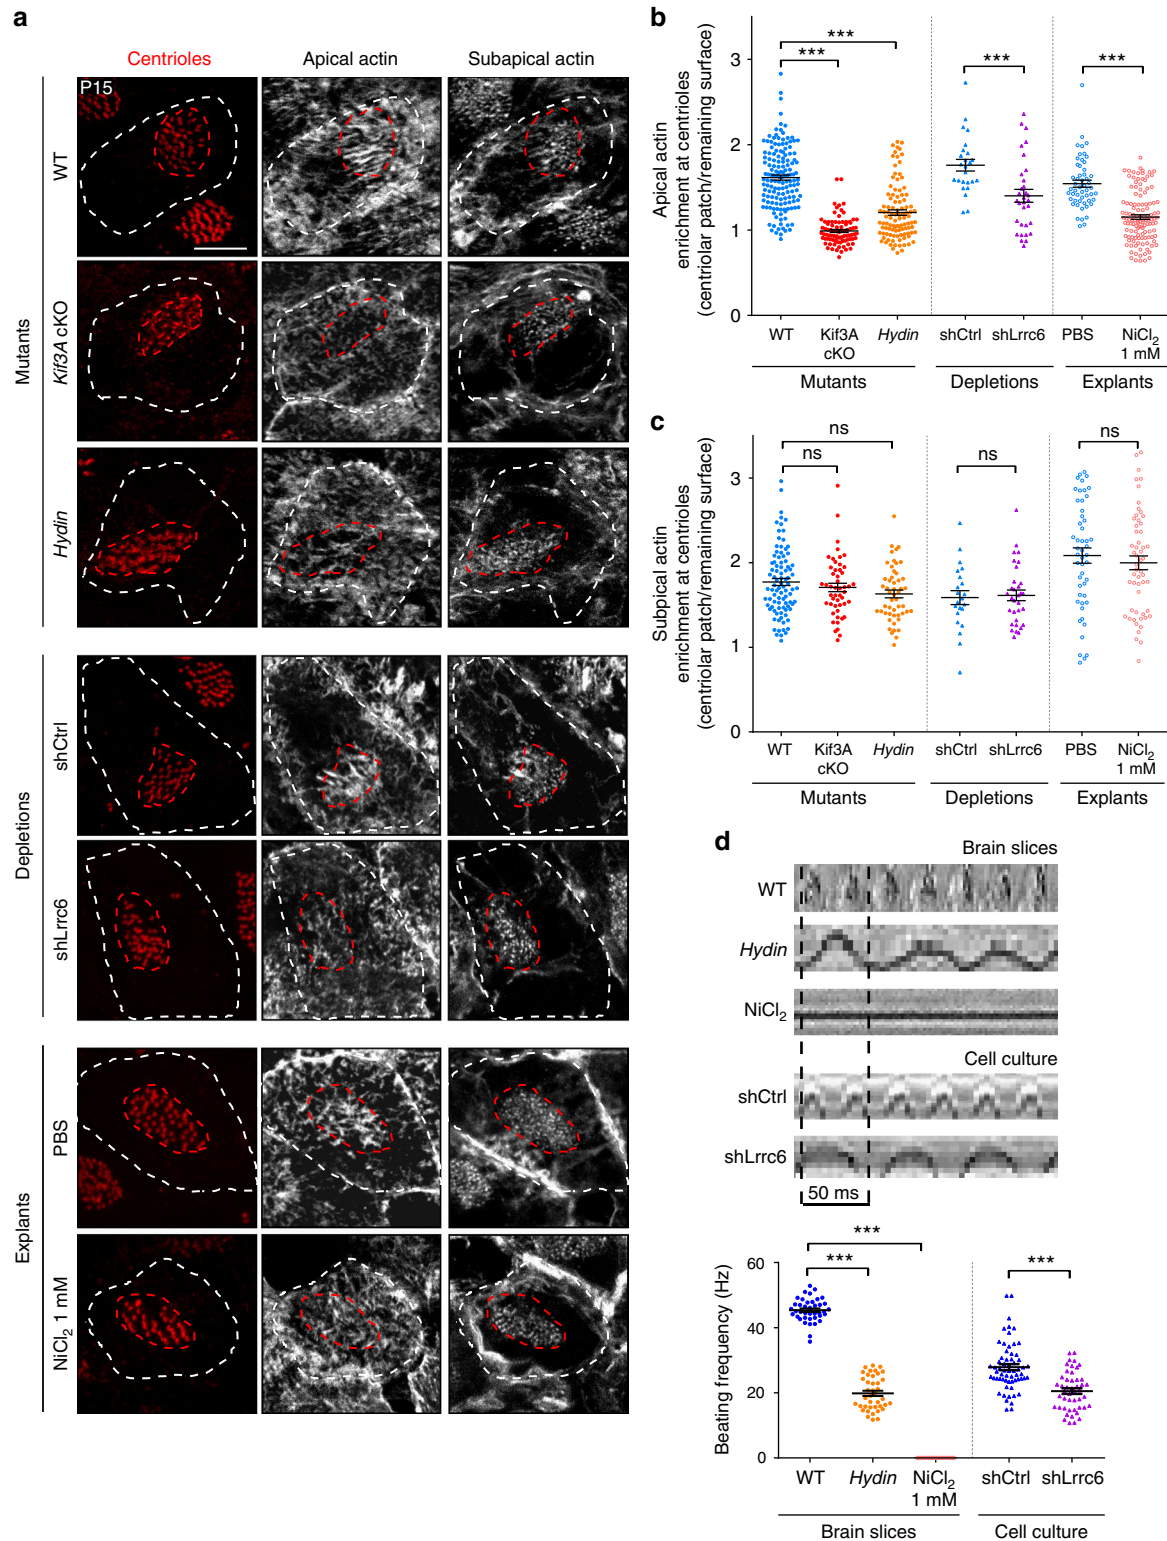 a
Centrioles
Apical actin
Subapical actin
P15
Mutants
WT
Kif3A cKO
Hydin
Depletions
shCtrl
shLrrc6
Explants
PBS
NiCl₂ 1 mM
b
Apical actin
enrichment at centrioles
(centriolar patch/remaining surface)
3
2
1
0
***
***
***
***
WT
Kif3A
cKO
Hydin
shCtrl
shLrrc6
PBS
NiCl₂
1 mM
Mutants
Depletions
Explants
c
Subpical actin
enrichment at centrioles
(centriolar patch/remaining surface)
3
2
1
0
ns
ns
ns
ns
WT
Kif3A
cKO
Hydin
shCtrl
shLrrc6
PBS
NiCl₂
1 mM
Mutants
Depletions
Explants
d
Brain slices
WT
Hydin
NiCl₂
Cell culture
shCtrl
shLrrc6
50 ms
Beating frequency (Hz)
60
40
20
0
***
***
***
WT
Hydin
NiCl₂
1 mM
shCtrl
shLrrc6
Brain slices
Cell culture